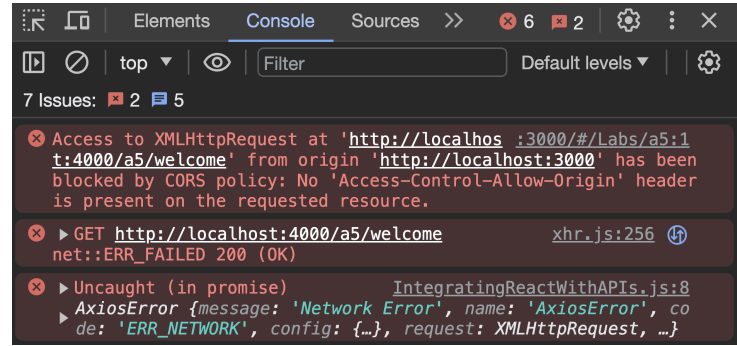 Elements Console Sources 6 2
top Filter Default levels
7 Issues: 2 5
Access to XMLHttpRequest at 'http://localhos :3000/#/Labs/a5:1
t:4000/a5/welcome' from origin 'http://localhost:3000' has been
blocked by CORS policy: No 'Access-Control-Allow-Origin' header
is present on the requested resource.
GET http://localhost:4000/a5/welcome xhr.js:256
net::ERR_FAILED 200 (OK)
Uncaught (in promise) IntegratingReactWithAPIs.js:8
AxiosError {message: 'Network Error', name: 'AxiosError', co
de: 'ERR_NETWORK', config: {…}, request: XMLHttpRequest, …}